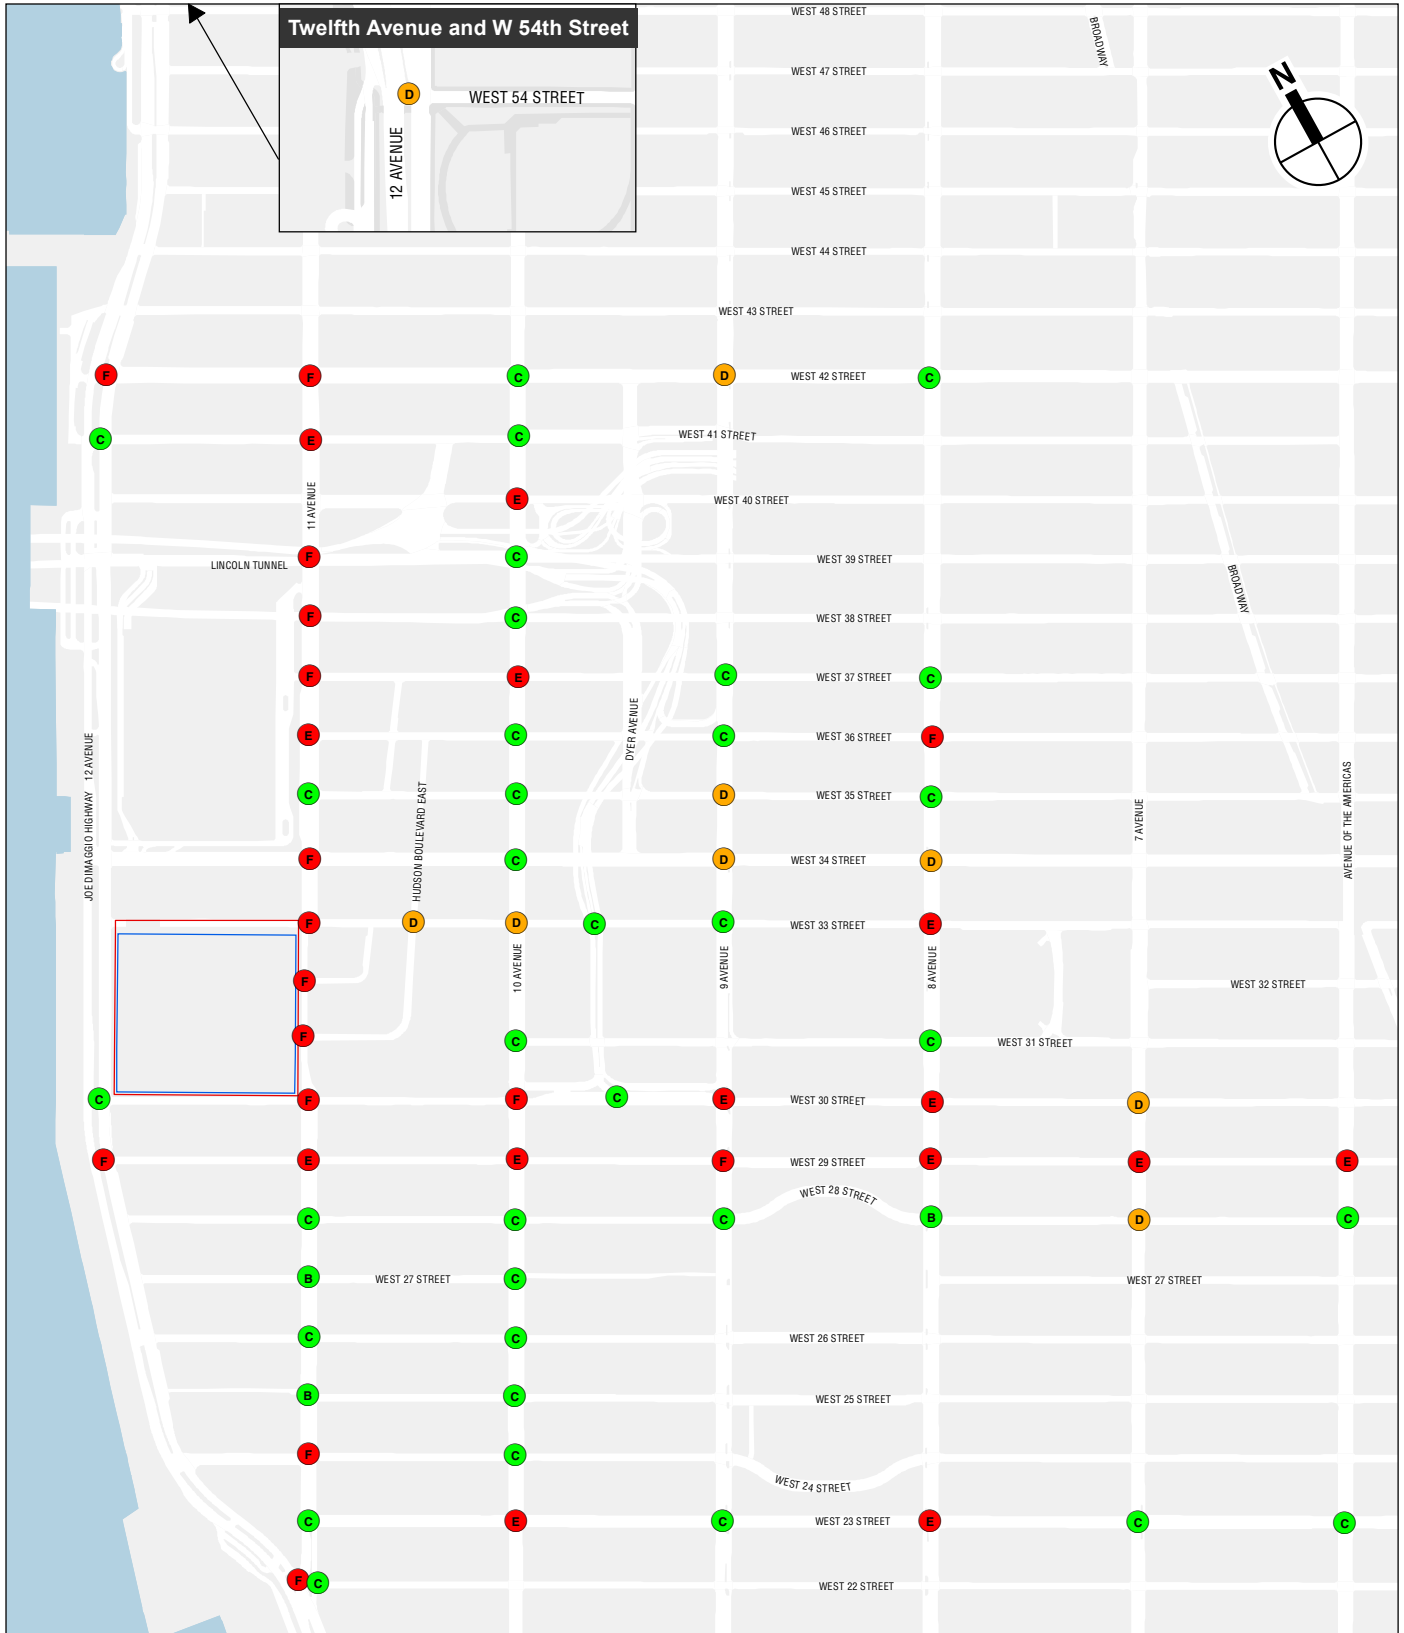 WEST 48 STREET
Twelfth Avenue and W 54th Street
BROADWAY
WEST 47 STREET
N
D
WEST 54 STREET
12 AVENUE
WEST 46 STREET
WEST 45 STREET
WEST 44 STREET
WEST 43 STREET
F F C D WEST 42 STREET C
C E C WEST 41 STREET
11 AVENUE
E WEST 40 STREET
F C WEST 39 STREET
LINCOLN TUNNEL
BROADWAY
F C WEST 38 STREET
F E C WEST 37 STREET C
DYER AVENUE
E C C WEST 36 STREET F
JOE DIMAGGIO HIGHWAY 12 AVENUE
C C D WEST 35 STREET C
HUDSON BOULEVARD EAST
7 AVENUE
AVENUE OF THE AMERICAS
F C D WEST 34 STREET D
F D D C C WEST 33 STREET E
10 AVENUE
9 AVENUE
8 AVENUE
F WEST 32 STREET
F C C WEST 31 STREET
C F F C E WEST 30 STREET E D
F E E F WEST 29 STREET E E E
C C C WEST 28 STREET B D C
B WEST 27 STREET C WEST 27 STREET
C C WEST 26 STREET
B C WEST 25 STREET
F C WEST 24 STREET
C E C WEST 23 STREET E C C
F C WEST 22 STREET